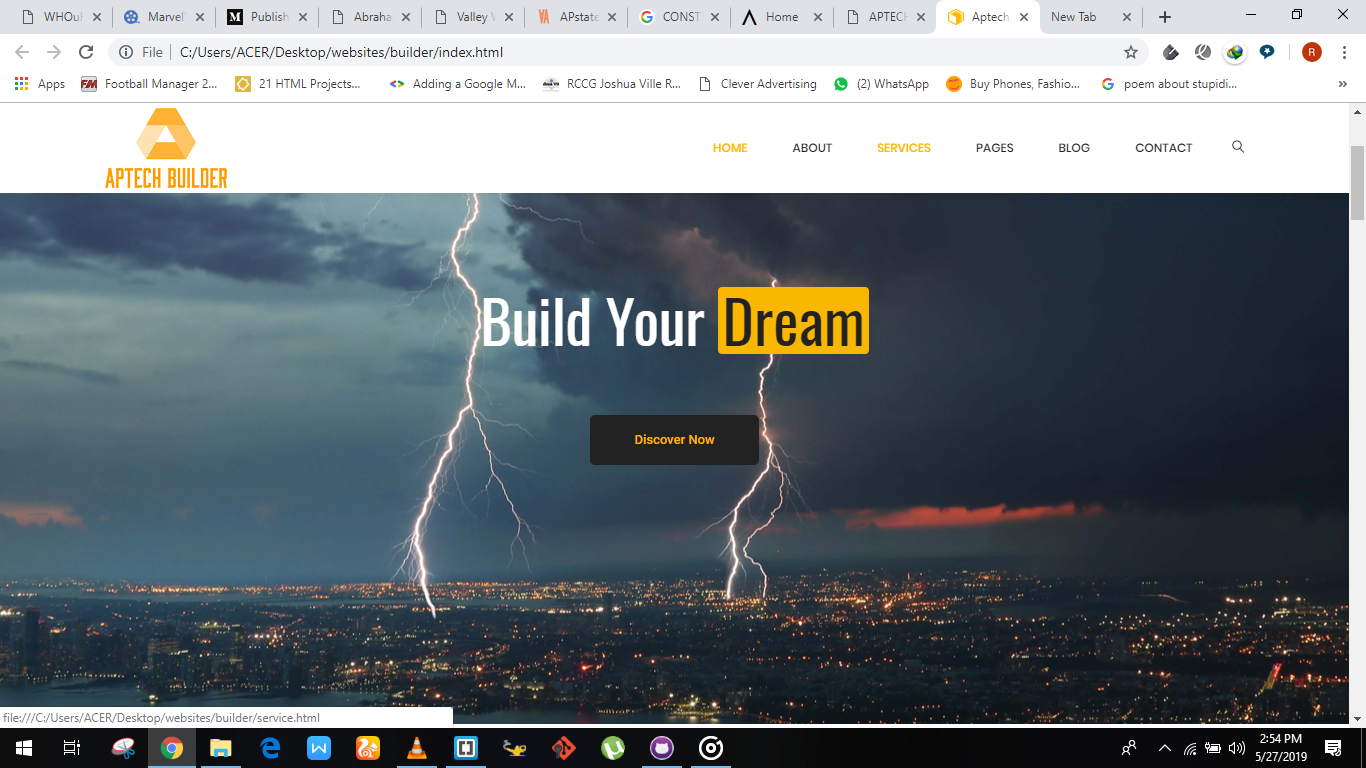 WHOu
Marvel'
Publish
Abraha
Valley
APstate
CONST
Home
APTECH
Aptech
New Tab
File C:/Users/ACER/Desktop/websites/builder/index.html
R
Apps
FM Football Manager 2...
21 HTML Projects...
Adding a Google M...
RCCG Joshua Ville R...
Clever Advertising
(2) WhatsApp
Buy Phones, Fashio...
poem about stupidi...
»
APTECH BUILDER
HOME ABOUT SERVICES PAGES BLOG CONTACT
Build Your Dream
Discover Now
file:///C:/Users/ACER/Desktop/websites/builder/service.html
2:54 PM
5/27/2019